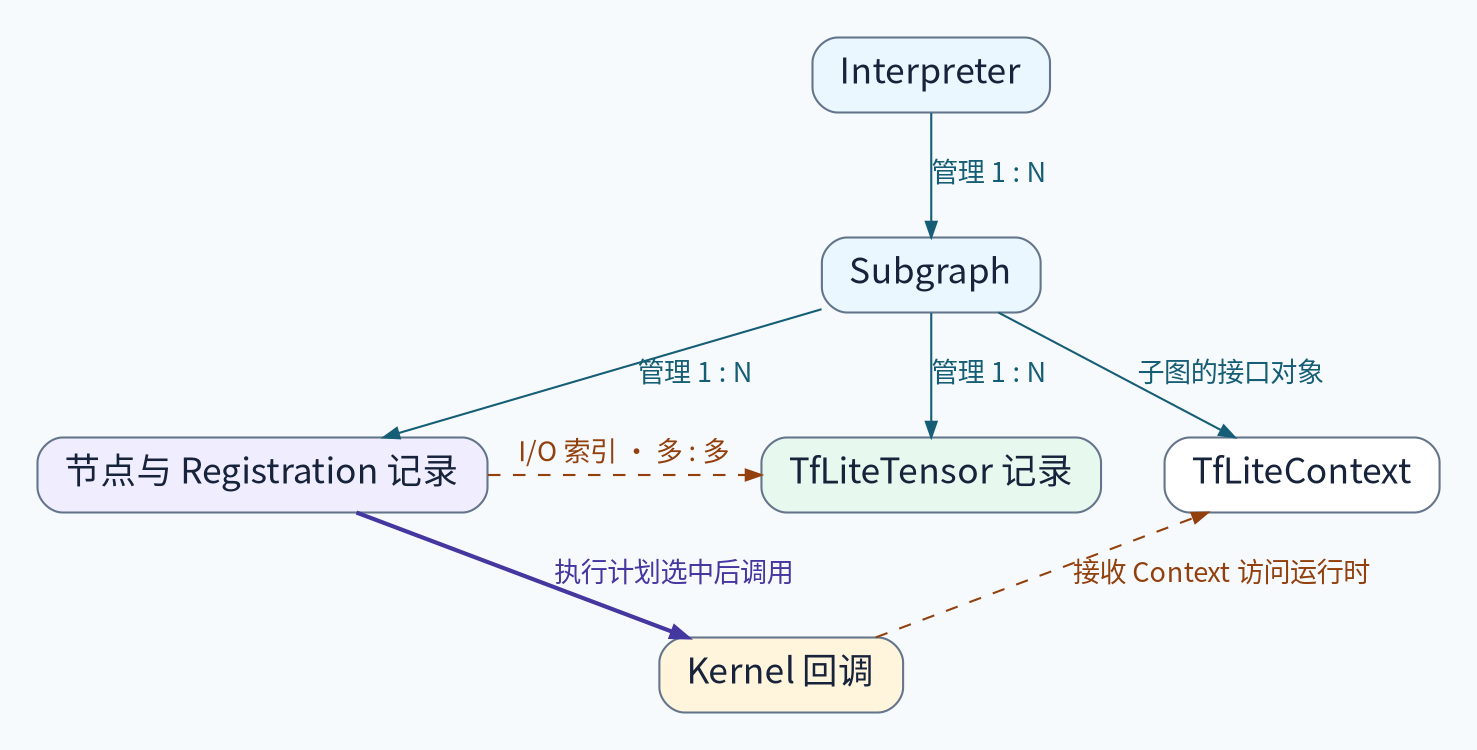 Interpreter
管理 1 : N
Subgraph
管理 1 : N
管理 1 : N
子图的接口对象
节点与 Registration 记录
I/O 索引 · 多 : 多
TfLiteTensor 记录
TfLiteContext
执行计划选中后调用
接收 Context 访问运行时
Kernel 回调